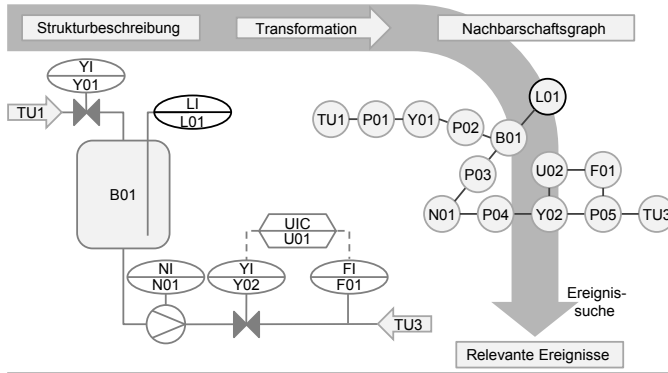 Strukturbeschreibung
Transformation
Nachbarschaftsgraph
YI
Y01
TU1
LI
L01
B01
UIC
U01
NI
N01
YI
Y02
FI
F01
TU3
L01
TU1
P01
Y01
P02
B01
P03
U02
F01
N01
P04
Y02
P05
TU3
Ereignis-
suche
Relevante Ereignisse